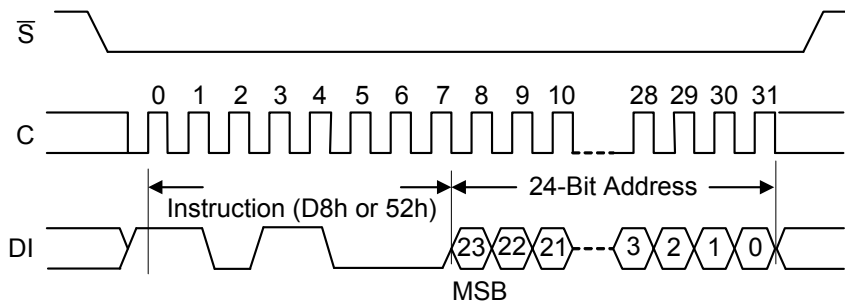 S
0 1 2 3 4 5 6 7 8 9 10 28 29 30 31
C
24-Bit Address
Instruction (D8h or 52h)
DI
23 22 21 3 2 1 0
MSB